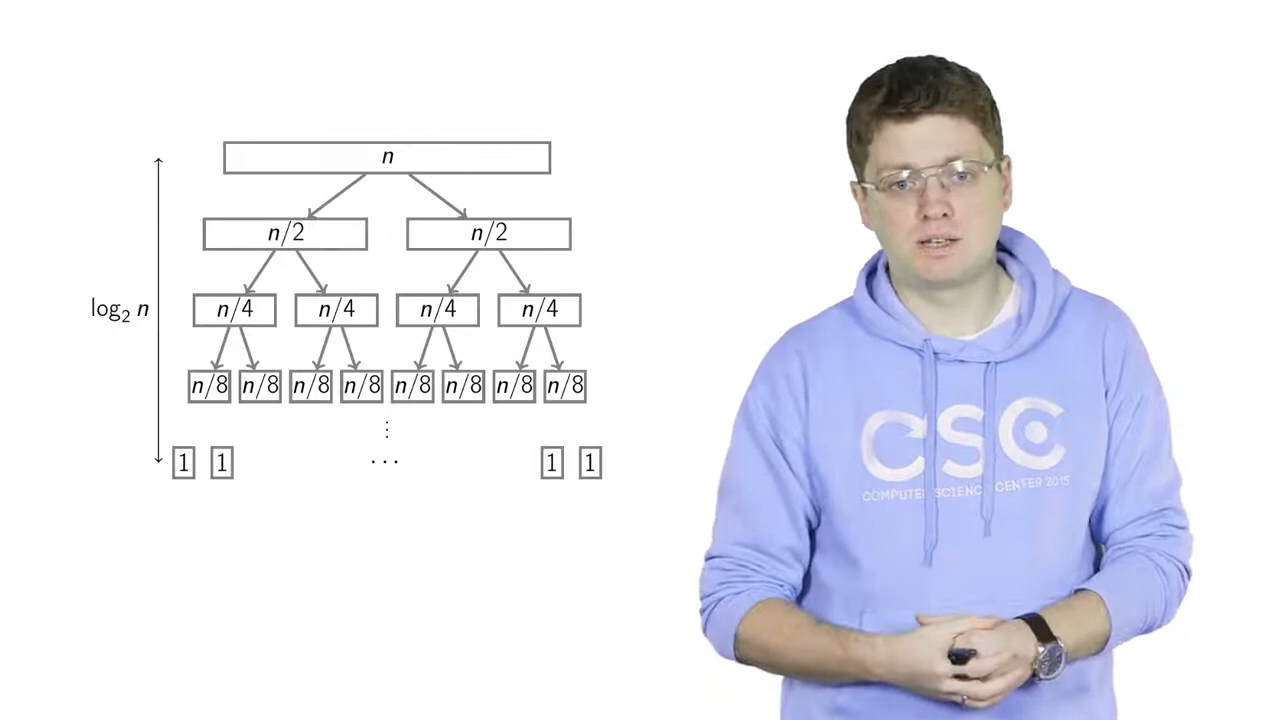 n
n/2 n/2
log₂ n
n/4 n/4 n/4 n/4
n/8 n/8 n/8 n/8 n/8 n/8 n/8 n/8
⋮
1 1 ... 1 1
CSC
COMPUTER SCIENCE CENTER 2015